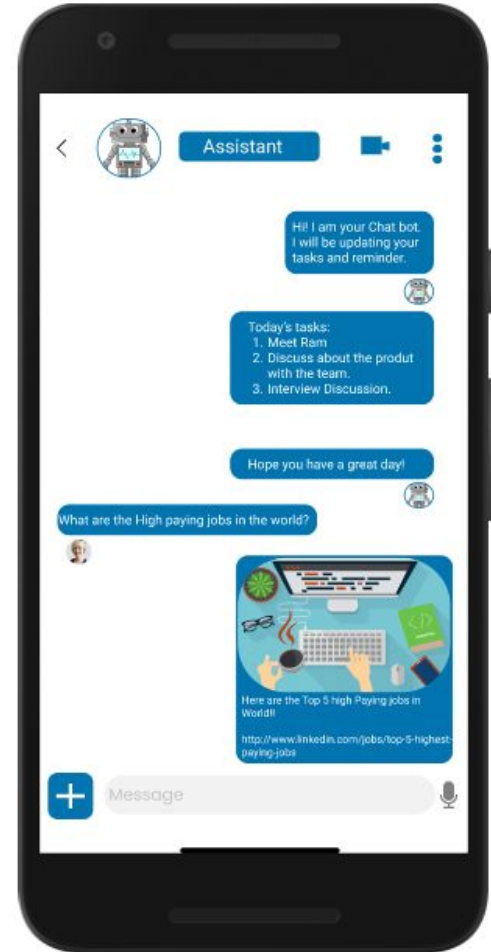 Assistant
Hi! I am your Chat bot.
I will be updating your
tasks and reminder.
Today's tasks:
1. Meet Ram
2. Discuss about the produt
with the team.
3. Interview Discussion.
Hope you have a great day!
What are the High paying jobs in the world?
Here are the Top 5 high Paying jobs in
World!!
http://www.linkedin.com/jobs/top-5-highest-
paying-jobs
Message